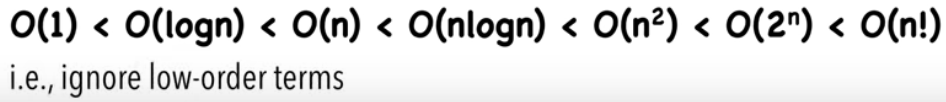 O(1) < O(logn) < O(n) < O(nlogn) < O(n²) < O(2ⁿ) < O(n!)
i.e., ignore low-order terms